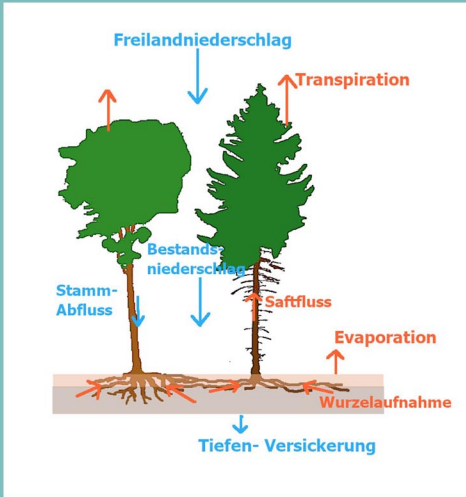 Freilandniederschlag
Transpiration
Bestands-
niederschlag
Stamm-
Abfluss
Saftfluss
Evaporation
Wurzelaufnahme
Tiefen- Versickerung